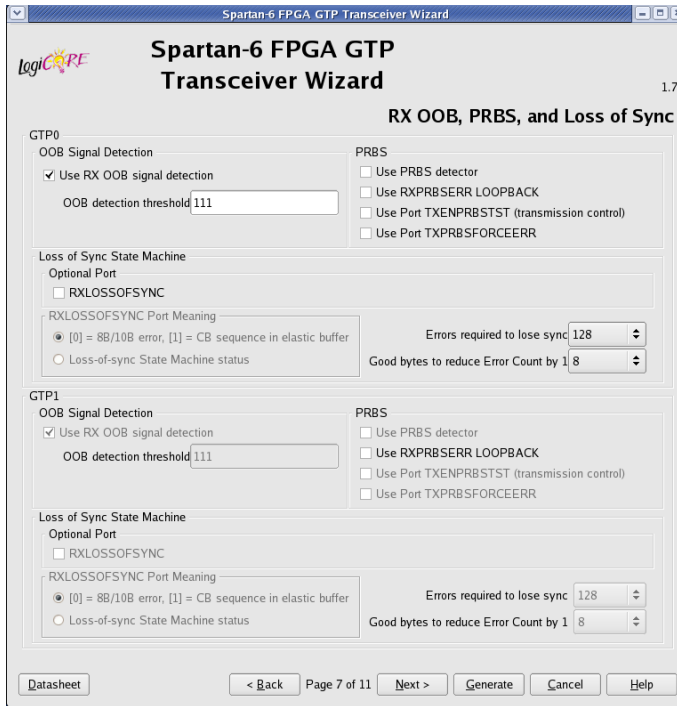 Spartan-6 FPGA GTP Transceiver Wizard
LogiCORE
Spartan-6 FPGA GTP
Transceiver Wizard
1.7
RX OOB, PRBS, and Loss of Sync
GTP0
OOB Signal Detection
Use RX OOB signal detection
OOB detection threshold 111
PRBS
Use PRBS detector
Use RXPRBSERR LOOPBACK
Use Port TXENPRBSTST (transmission control)
Use Port TXPRBSFORCEERR
Loss of Sync State Machine
Optional Port
RXLOSSOFSYNC
RXLOSSOFSYNC Port Meaning
[0] = 8B/10B error, [1] = CB sequence in elastic buffer
Loss-of-sync State Machine status
Errors required to lose sync 128
Good bytes to reduce Error Count by 1 8
GTP1
OOB Signal Detection
Use RX OOB signal detection
OOB detection threshold 111
PRBS
Use PRBS detector
Use RXPRBSERR LOOPBACK
Use Port TXENPRBSTST (transmission control)
Use Port TXPRBSFORCEERR
Loss of Sync State Machine
Optional Port
RXLOSSOFSYNC
RXLOSSOFSYNC Port Meaning
[0] = 8B/10B error, [1] = CB sequence in elastic buffer
Loss-of-sync State Machine status
Errors required to lose sync 128
Good bytes to reduce Error Count by 1 8
Datasheet < Back Page 7 of 11 Next > Generate Cancel Help